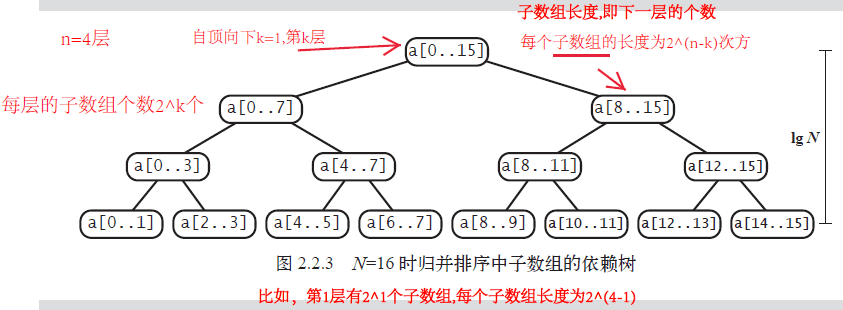 子数组长度,即下一层的个数
n=4层
自顶向下k=1,第k层
每个子数组的长度为2^(n-k)次方
a[0..15]
每层的子数组个数2^k个
a[0..7]
a[8..15]
lg N
a[0..3]
a[4..7]
a[8..11]
a[12..15]
a[0..1]
a[2..3]
a[4..5]
a[6..7]
a[8..9]
a[10..11]
a[12..13]
a[14..15]
图 2.2.3 N=16 时归并排序中子数组的依赖树
比如，第1层有2^1个子数组,每个子数组长度为2^(4-1)